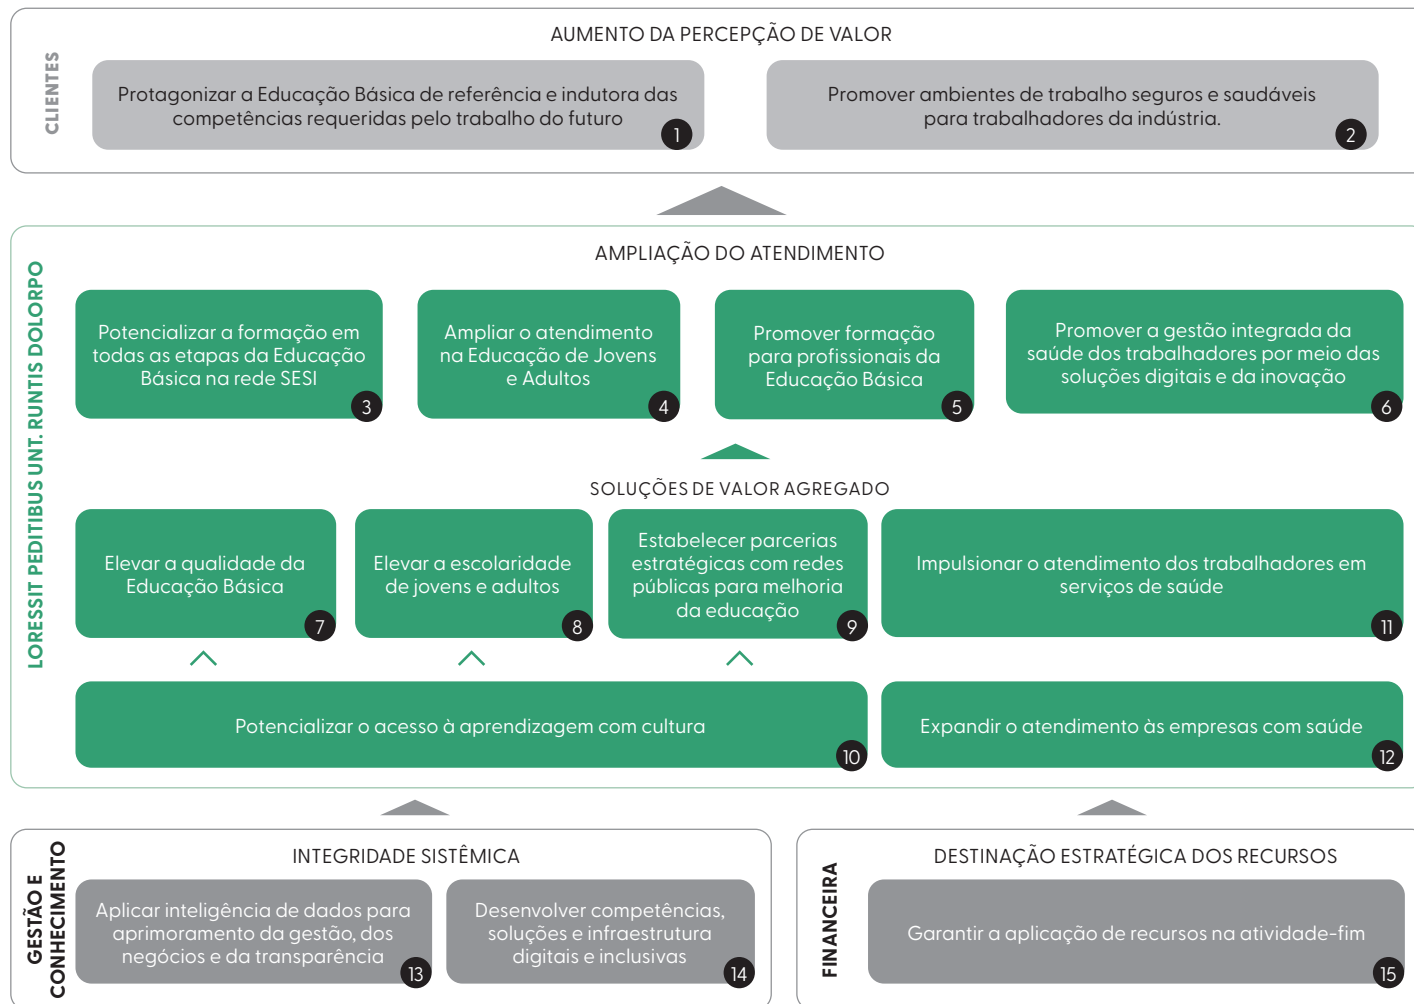 AUMENTO DA PERCEPÇÃO DE VALOR
CLIENTES
Protagonizar a Educação Básica de referência e indutora das
competências requeridas pelo trabalho do futuro
1
Promover ambientes de trabalho seguros e saudáveis
para trabalhadores da indústria.
2
LORESSIT PEDITIBUS UNT. RUNTIS DOLORPO
AMPLIAÇÃO DO ATENDIMENTO
Potencializar a formação em
todas as etapas da Educação
Básica na rede SESI
3
Ampliar o atendimento
na Educação de Jovens
e Adultos
4
Promover formação
para profissionais da
Educação Básica
5
Promover a gestão integrada da
saúde dos trabalhadores por meio das
soluções digitais e da inovação
6
SOLUÇÕES DE VALOR AGREGADO
Elevar a qualidade da
Educação Básica
7
Elevar a escolaridade
de jovens e adultos
8
Estabelecer parcerias
estratégicas com redes
públicas para melhoria
da educação
9
Impulsionar o atendimento dos trabalhadores em
serviços de saúde
11
Potencializar o acesso à aprendizagem com cultura
10
Expandir o atendimento às empresas com saúde
12
GESTÃO E
CONHECIMENTO
INTEGRIDADE SISTÊMICA
Aplicar inteligência de dados para
aprimoramento da gestão, dos
negócios e da transparência
13
Desenvolver competências,
soluções e infraestrutura
digitais e inclusivas
14
FINANCEIRA
DESTINAÇÃO ESTRATÉGICA DOS RECURSOS
Garantir a aplicação de recursos na atividade-fim
15